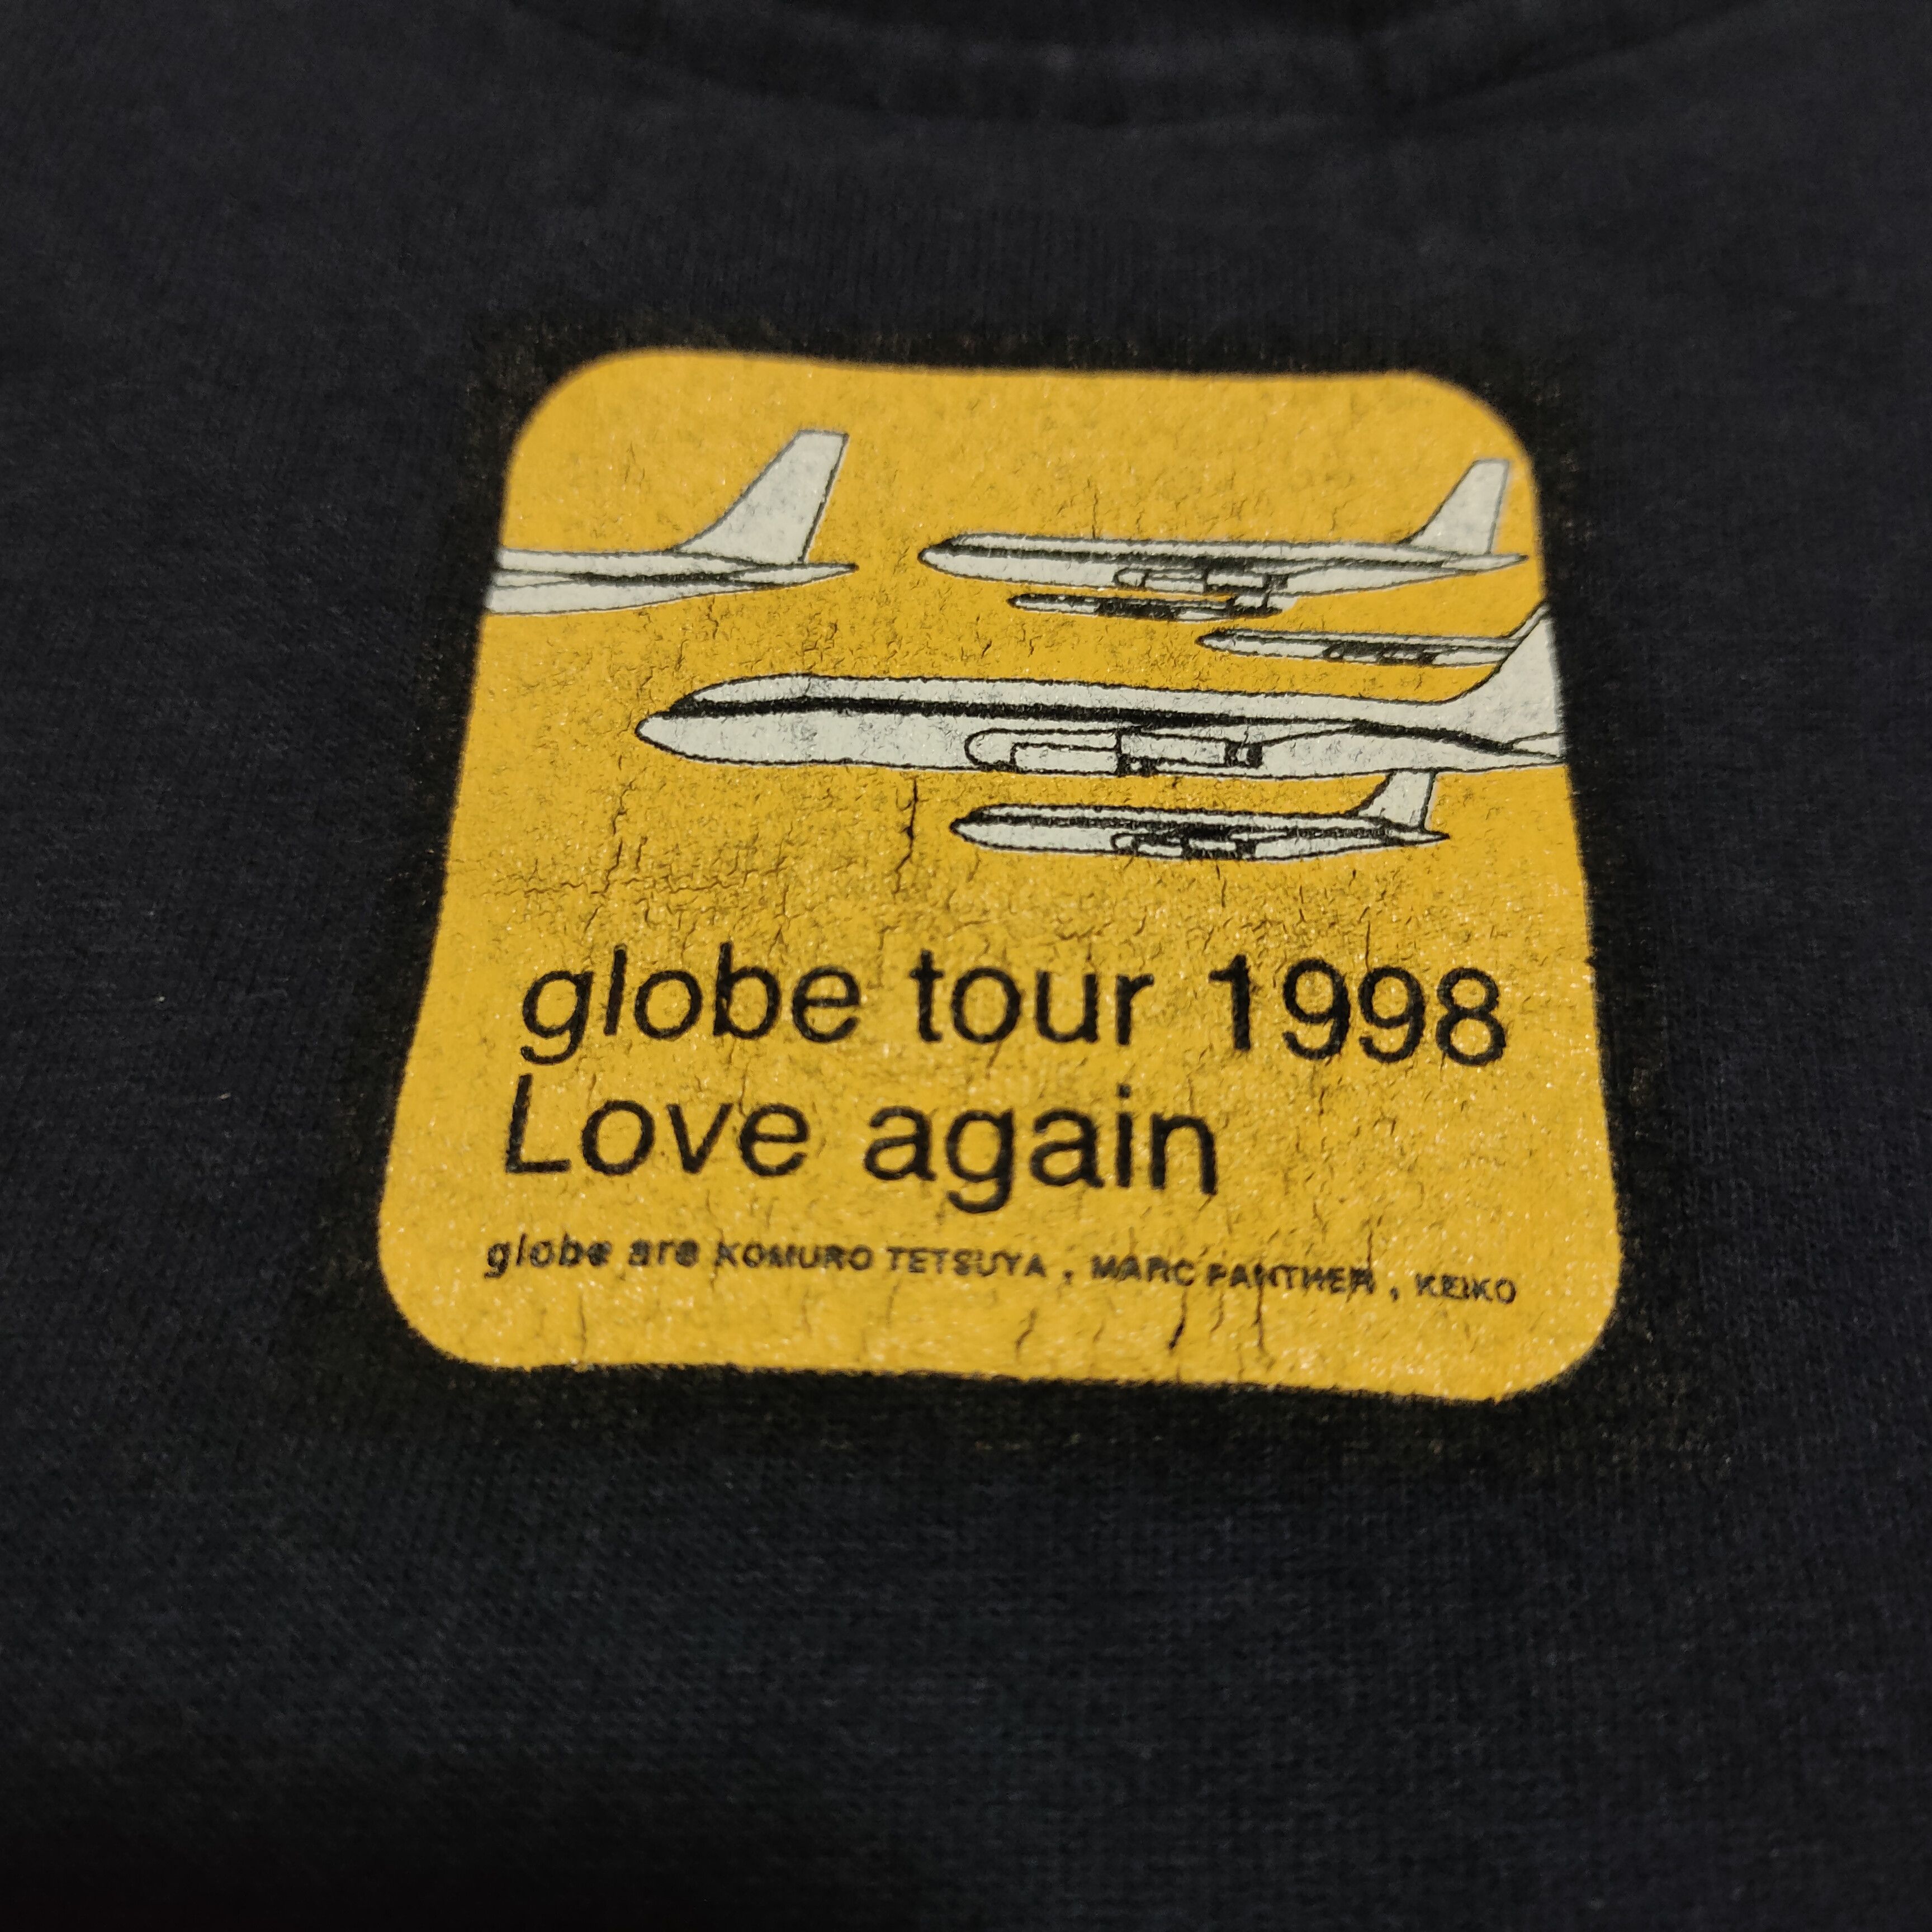 globe tour 1998
Love again
globe are KOMURO TETSUYA , MARC PANTHER , KEIKO